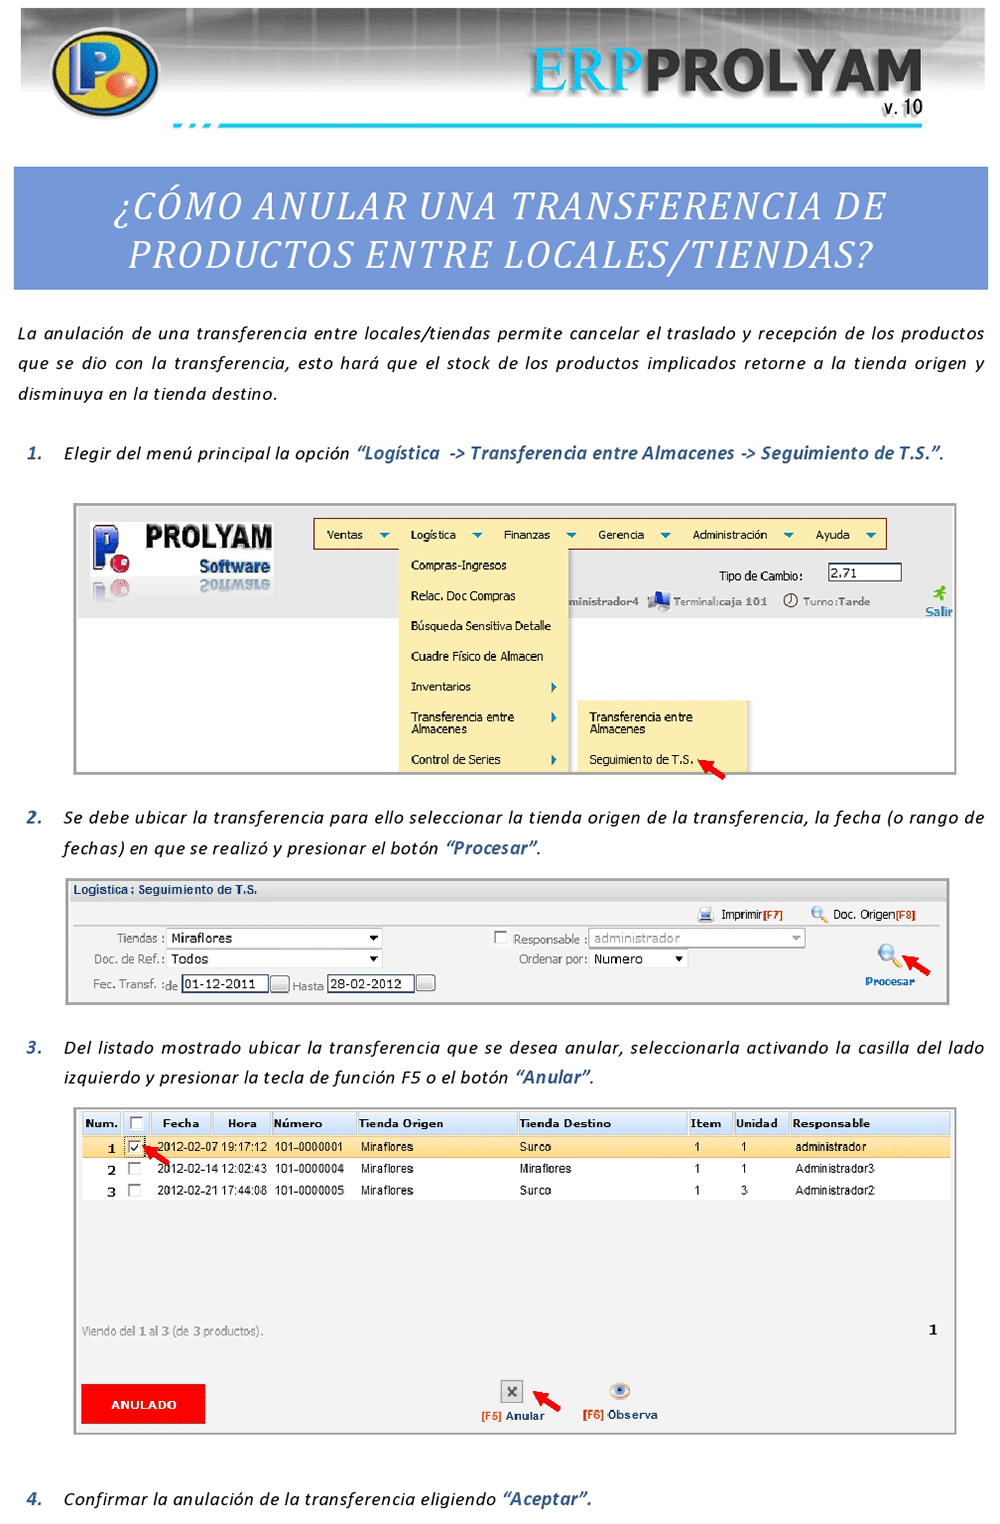 ERPPROLYAM
v. 10
¿CÓMO ANULAR UNA TRANSFERENCIA DE
PRODUCTOS ENTRE LOCALES/TIENDAS?
La anulación de una transferencia entre locales/tiendas permite cancelar el traslado y recepción de los productos
que se dio con la transferencia, esto hará que el stock de los productos implicados retorne a la tienda origen y
disminuya en la tienda destino.
1. Elegir del menú principal la opción “Logística -> Transferencia entre Almacenes -> Seguimiento de T.S.”.
PROLYAM
Software
Ventas Logística Finanzas Gerencia Administración Ayuda
Compras-Ingresos
Tipo de Cambio: 2.71
Relac. Doc Compras
ministrador4 Terminal:caja 101 Turno:Tarde
Salir
Búsqueda Sensitiva Detalle
Cuadre Físico de Almacen
Inventarios
Transferencia entre
Almacenes
Transferencia entre
Almacenes
Control de Series
Seguimiento de T.S.
2. Se debe ubicar la transferencia para ello seleccionar la tienda origen de la transferencia, la fecha (o rango de
fechas) en que se realizó y presionar el botón “Procesar”.
Logística : Seguimiento de T.S.
Imprimir[F7] Doc. Origen[F8]
Tiendas : Miraflores Responsable : administrador
Doc. de Ref.: Todos Ordenar por: Numero
Fec. Transf. :de 01-12-2011 Hasta 28-02-2012
Procesar
3. Del listado mostrado ubicar la transferencia que se desea anular, seleccionarla activando la casilla del lado
izquierdo y presionar la tecla de función F5 o el botón “Anular”.
Num. Fecha Hora Número Tienda Origen Tienda Destino Item Unidad Responsable
1 2012-02-07 19:17:12 101-0000001 Miraflores Surco 1 1 administrador
2 2012-02-14 12:02:43 101-0000004 Miraflores Miraflores 1 1 Administrador3
3 2012-02-21 17:44:08 101-0000005 Miraflores Surco 1 3 Administrador2
Viendo del 1 al 3 (de 3 productos). 1
ANULADO
[F5] Anular [F6] Observa
4. Confirmar la anulación de la transferencia eligiendo “Aceptar”.